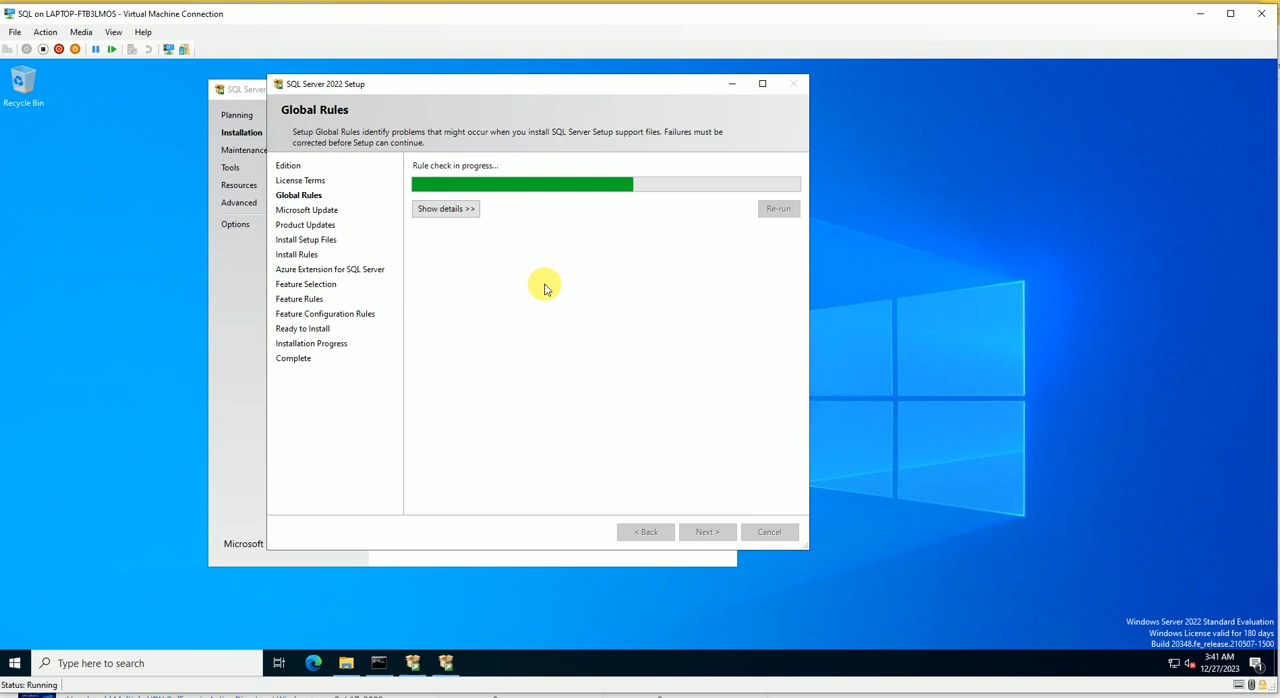 SQL on LAPTOP-FTB3LMOS - Virtual Machine Connection
File Action Media View Help
Recycle Bin
SQL Server
Planning
Installation
Maintenance
Tools
Resources
Advanced
Options
Microsoft
SQL Server 2022 Setup
Global Rules
Setup Global Rules identify problems that might occur when you install SQL Server Setup support files. Failures must be
corrected before Setup can continue.
Edition
License Terms
Global Rules
Microsoft Update
Product Updates
Install Setup Files
Install Rules
Azure Extension for SQL Server
Feature Selection
Feature Rules
Feature Configuration Rules
Ready to Install
Installation Progress
Complete
Rule check in progress...
Show details >>
Re-run
< Back Next > Cancel
Windows Server 2022 Standard Evaluation
Windows License valid for 180 days
Build 20348.fe_release.210507-1500
Type here to search
3:41 AM
12/27/2023
1
Status: Running